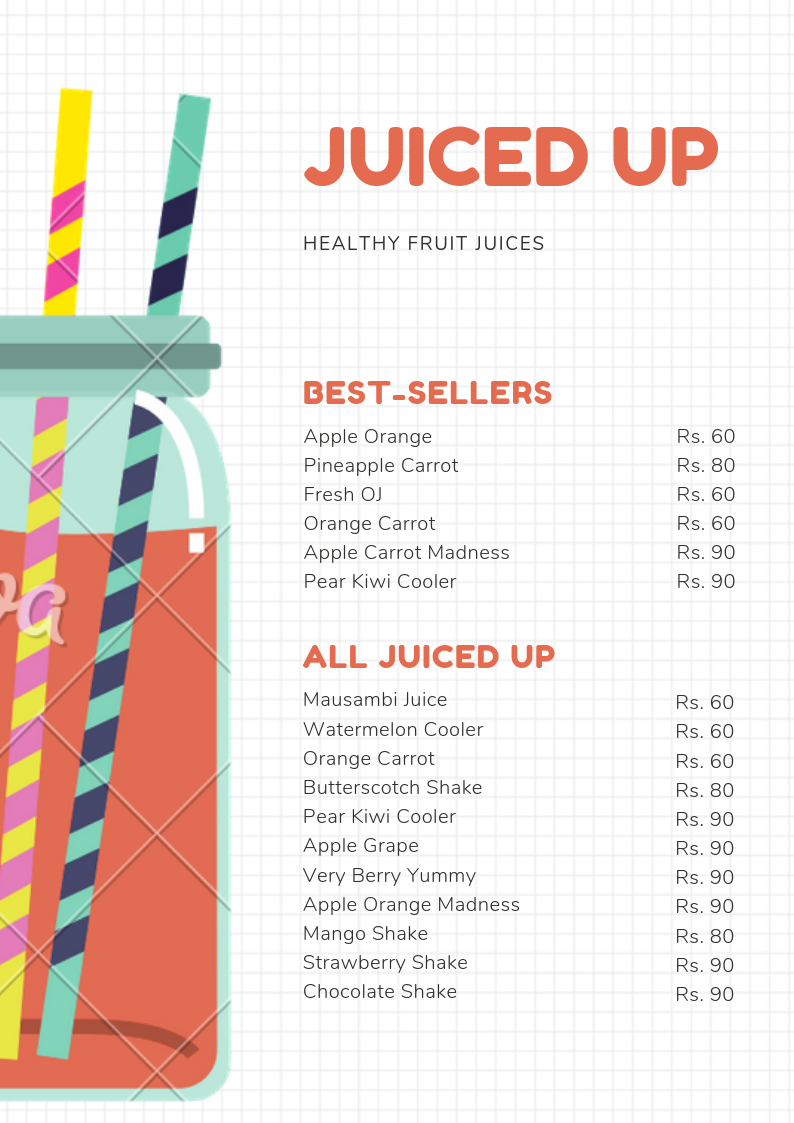 JUICED UP
HEALTHY FRUIT JUICES
BEST-SELLERS
Apple Orange Rs. 60
Pineapple Carrot Rs. 80
Fresh OJ Rs. 60
Orange Carrot Rs. 60
Apple Carrot Madness Rs. 90
Pear Kiwi Cooler Rs. 90
ALL JUICED UP
Mausambi Juice Rs. 60
Watermelon Cooler Rs. 60
Orange Carrot Rs. 60
Butterscotch Shake Rs. 80
Pear Kiwi Cooler Rs. 90
Apple Grape Rs. 90
Very Berry Yummy Rs. 90
Apple Orange Madness Rs. 90
Mango Shake Rs. 80
Strawberry Shake Rs. 90
Chocolate Shake Rs. 90